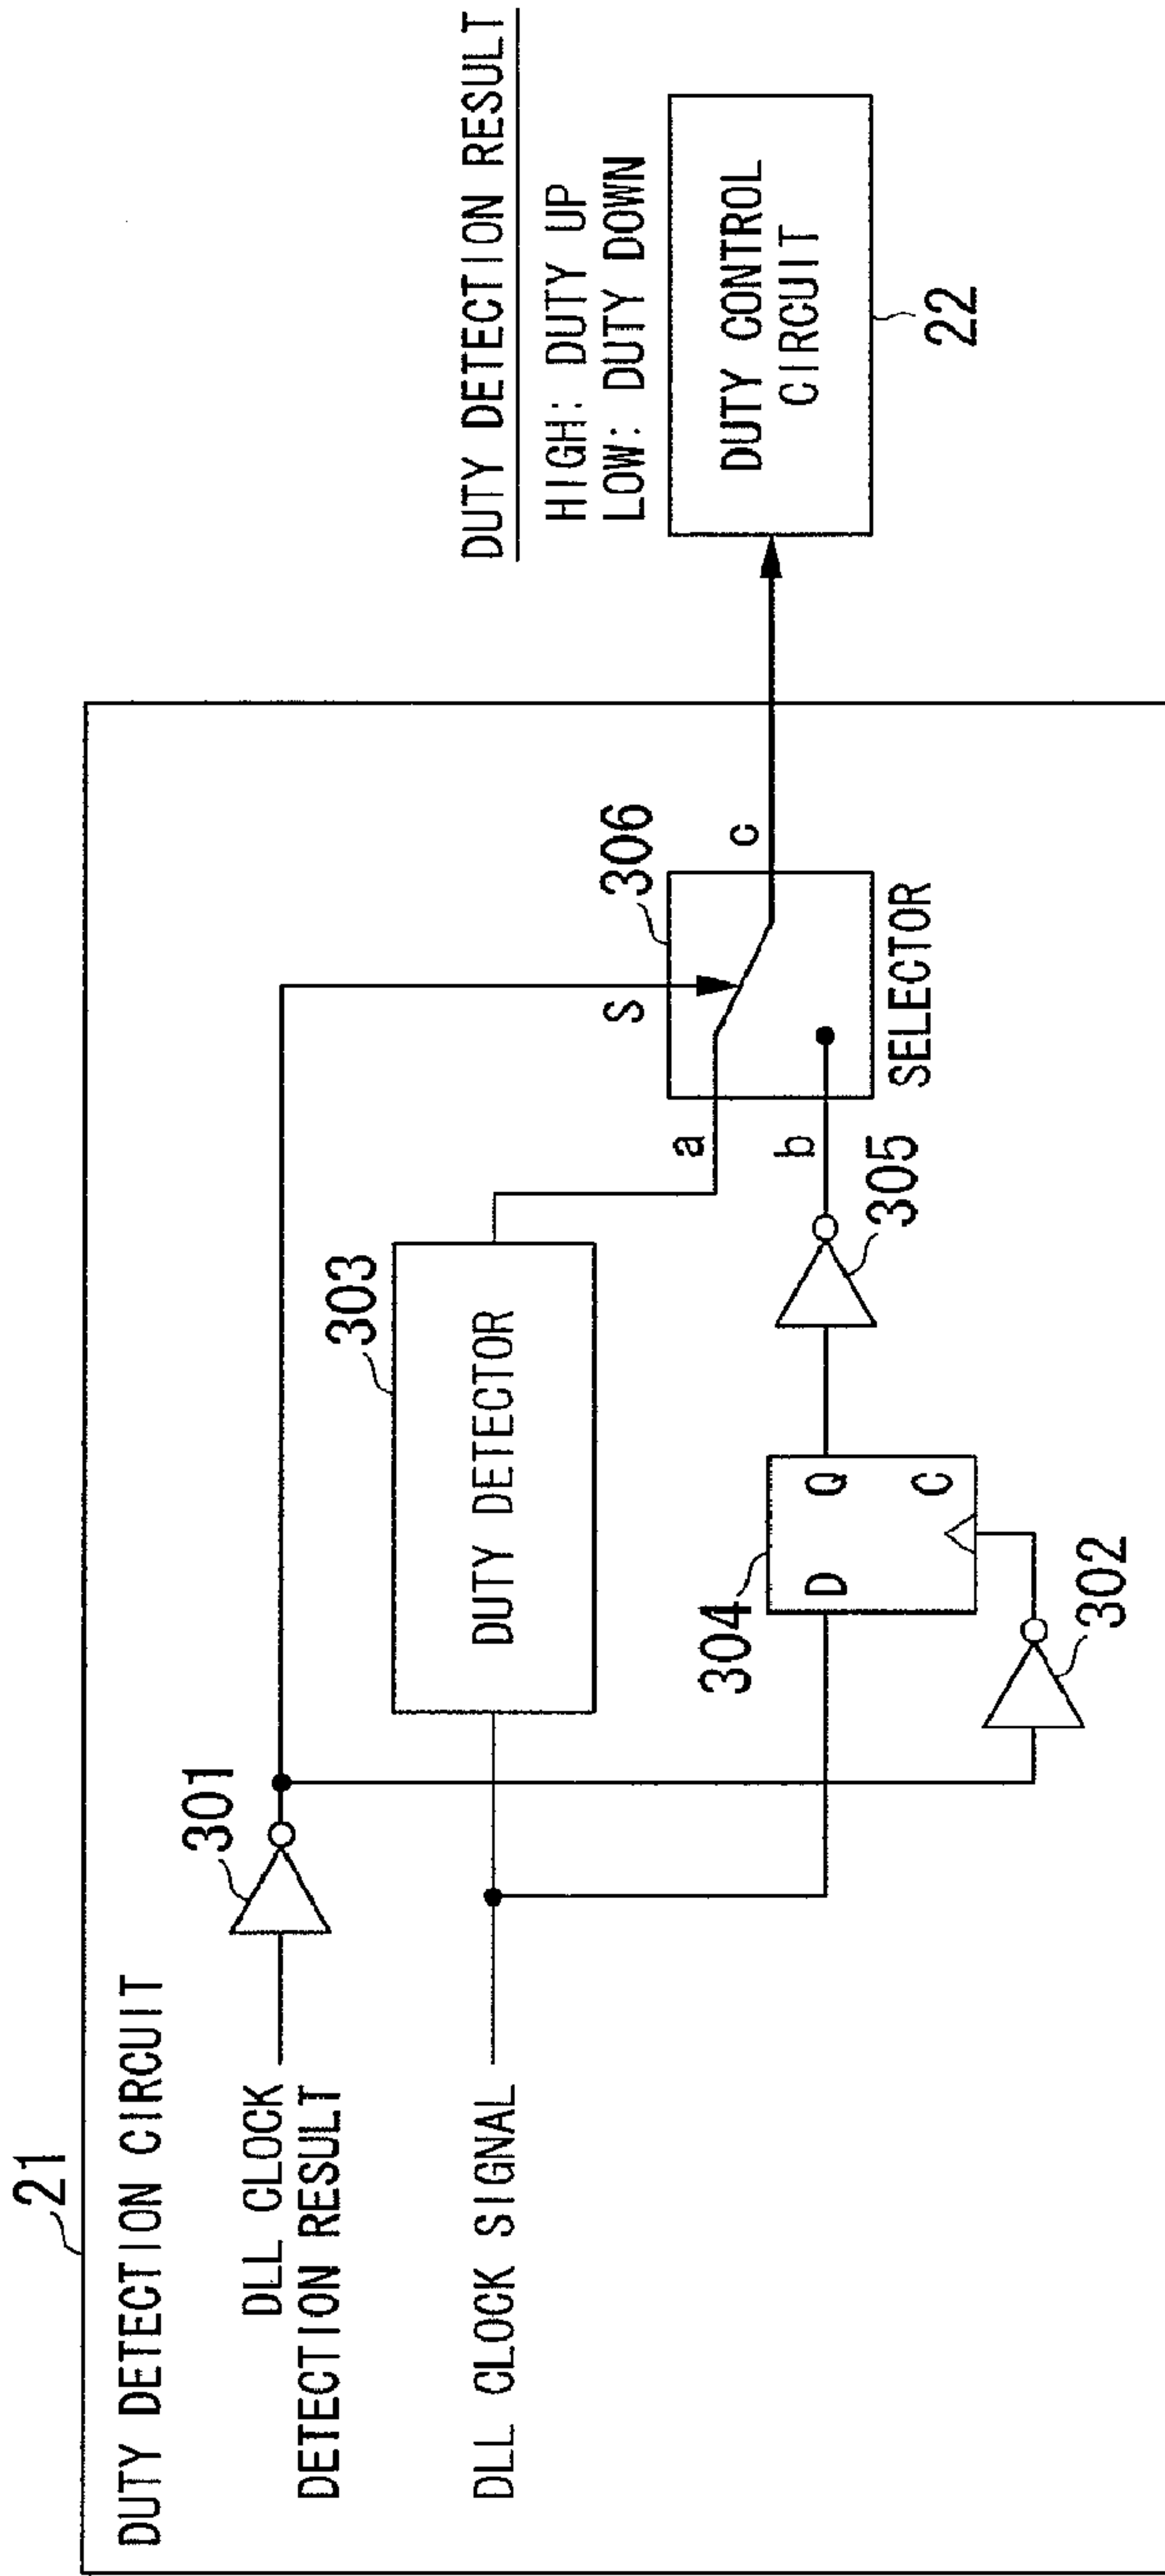 21
DUTY DETECTION CIRCUIT
DLL CLOCK
DETECTION RESULT
301
DLL CLOCK SIGNAL
303
DUTY DETECTOR
304
D
Q
C
302
305
a
b
S
306
c
SELECTOR
DUTY DETECTION RESULT
HIGH: DUTY UP
LOW: DUTY DOWN
DUTY CONTROL
CIRCUIT
22